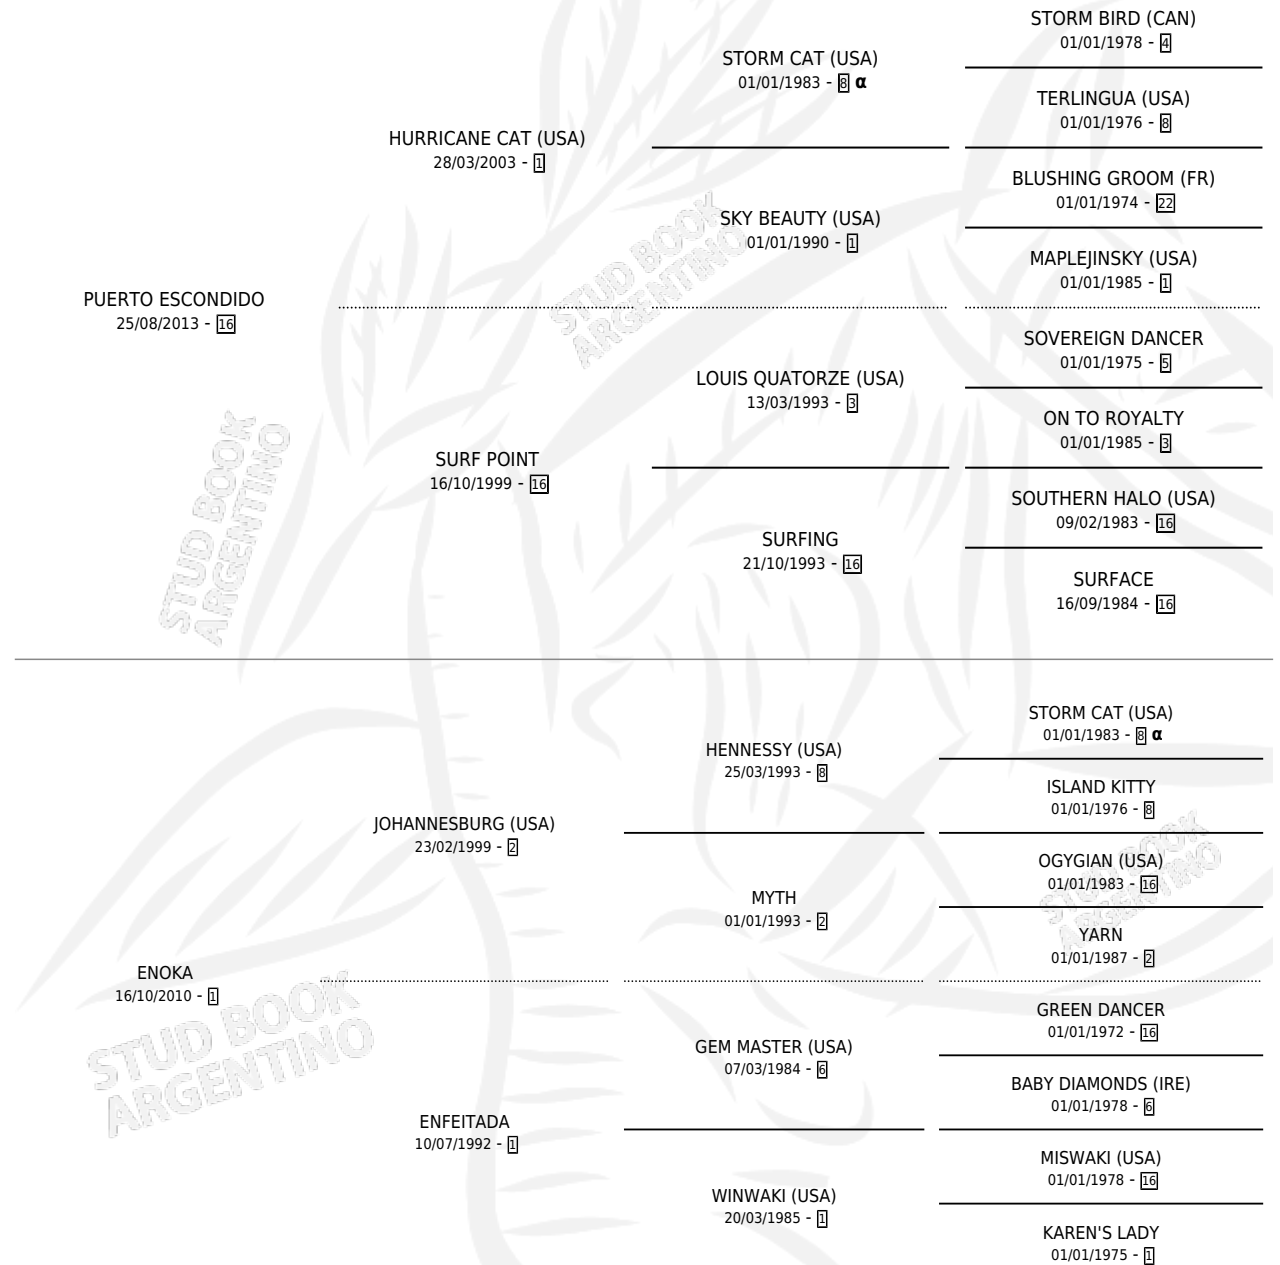 STORM BIRD (CAN)
01/01/1978 - 4
STORM CAT (USA)
01/01/1983 - 8 α
TERLINGUA (USA)
01/01/1976 - 8
HURRICANE CAT (USA)
28/03/2003 - 1
BLUSHING GROOM (FR)
01/01/1974 - 22
SKY BEAUTY (USA)
01/01/1990 - 1
MAPLEJINSKY (USA)
01/01/1985 - 1
PUERTO ESCONDIDO
25/08/2013 - 16
SOVEREIGN DANCER
01/01/1975 - 5
LOUIS QUATORZE (USA)
13/03/1993 - 3
ON TO ROYALTY
01/01/1985 - 3
SURF POINT
16/10/1999 - 16
SOUTHERN HALO (USA)
09/02/1983 - 16
SURFING
21/10/1993 - 16
SURFACE
16/09/1984 - 16
STORM CAT (USA)
01/01/1983 - 8 α
HENNESSY (USA)
25/03/1993 - 8
ISLAND KITTY
01/01/1976 - 8
JOHANNESBURG (USA)
23/02/1999 - 2
OGYGIAN (USA)
01/01/1983 - 16
MYTH
01/01/1993 - 2
YARN
01/01/1987 - 2
ENOKA
16/10/2010 - 1
GREEN DANCER
01/01/1972 - 16
GEM MASTER (USA)
07/03/1984 - 6
BABY DIAMONDS (IRE)
01/01/1978 - 6
ENFEITADA
10/07/1992 - 1
MISWAKI (USA)
01/01/1978 - 16
WINWAKI (USA)
20/03/1985 - 1
KAREN'S LADY
01/01/1975 - 1
STUD BOOK
ARGENTINO
STUD BOOK
ARGENTINO
STUD BOOK
ARGENTINO
STUD BOOK
ARGENTINO